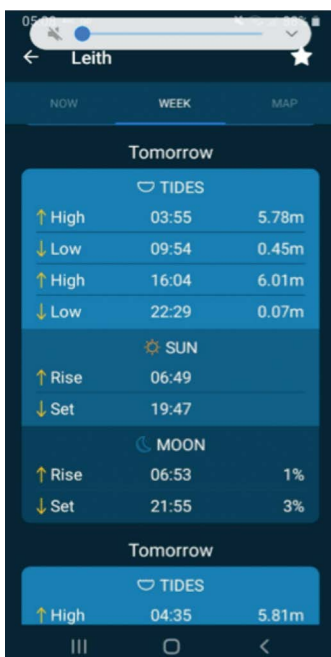 Leith
NOW WEEK MAP
Tomorrow
TIDES
↑ High 03:55 5.78m
↓ Low 09:54 0.45m
↑ High 16:04 6.01m
↓ Low 22:29 0.07m
SUN
↑ Rise 06:49
↓ Set 19:47
MOON
↑ Rise 06:53 1%
↓ Set 21:55 3%
Tomorrow
TIDES
↑ High 04:35 5.81m